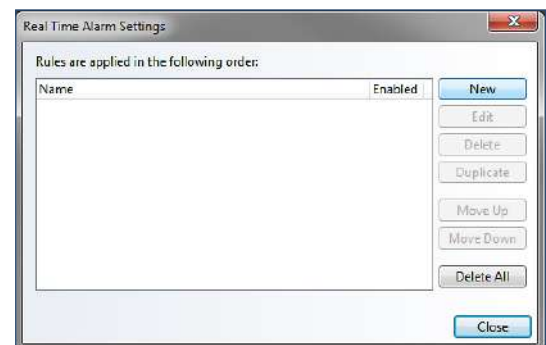 Real Time Alarm Settings
Rules are applied in the following order:
Name Enabled
New
Edit
Delete
Duplicate
Move Up
Move Down
Delete All
Close